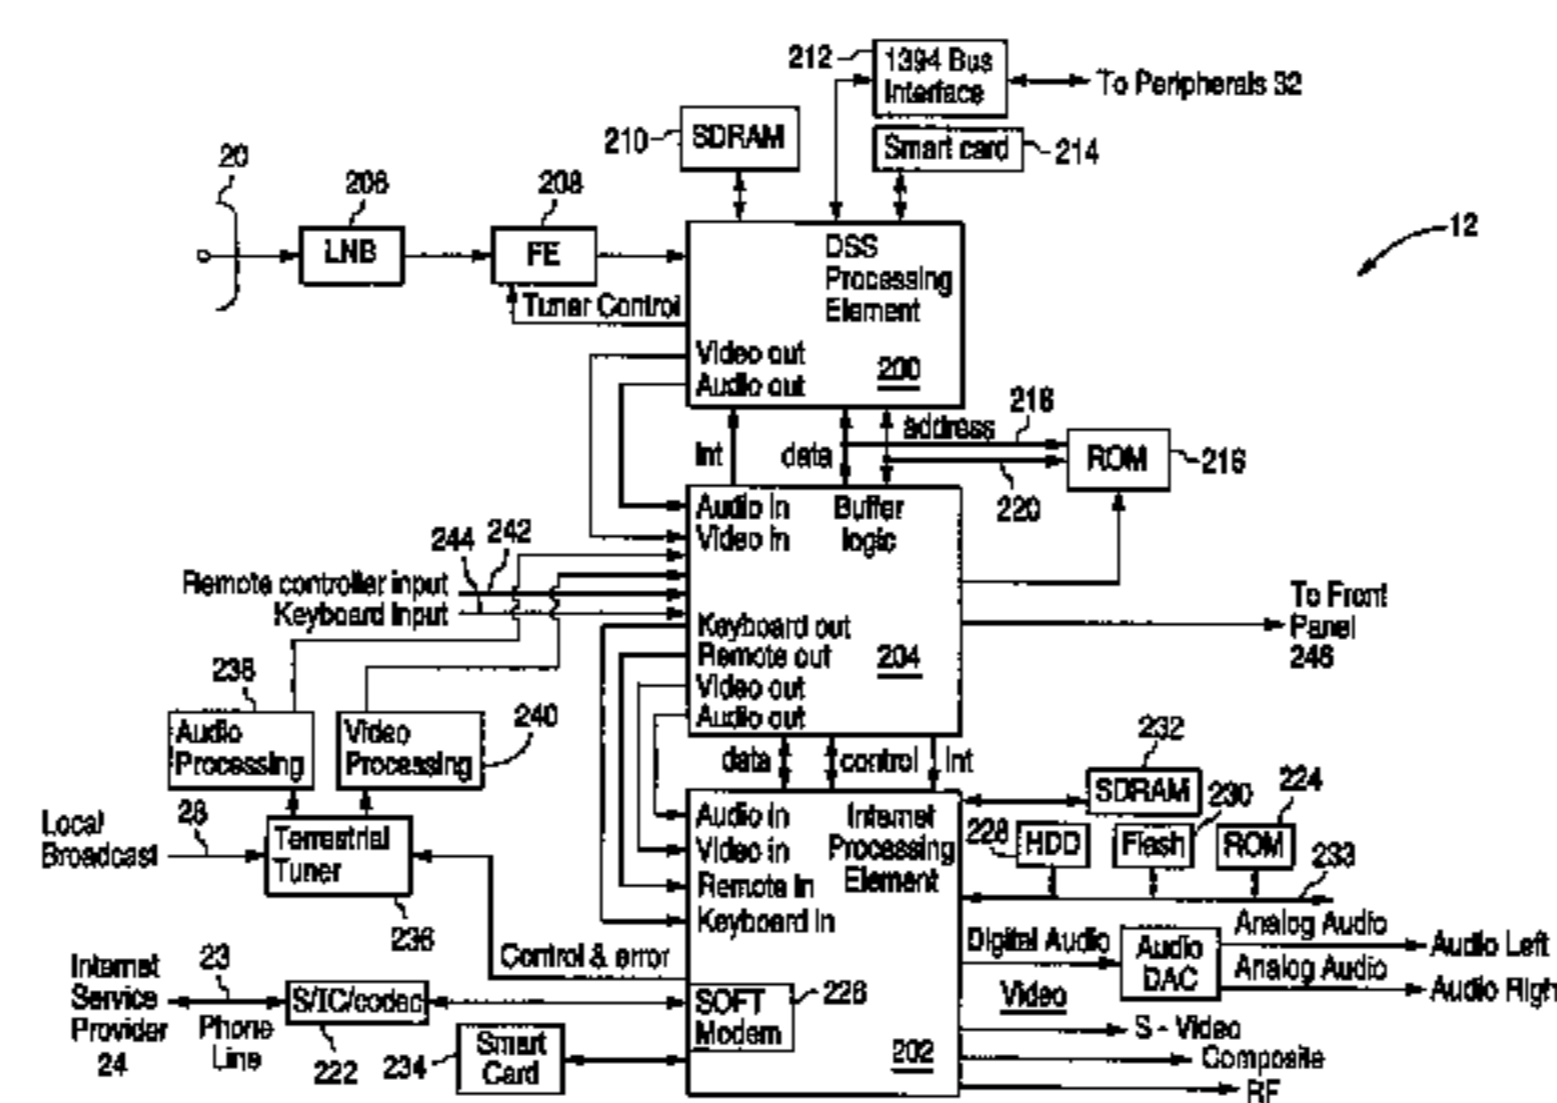 212
1394 Bus
Interface
To Peripherals 32
210
SDRAM
Smart card
214
20
206
208
12
LNB
FE
DSS
Processing
Element
Tuner Control
Video out
Audio out
200
218
address
Int
data
ROM
216
220
Audio in
Video in
Buffer
logic
244
242
Remote controller input
Keyboard Input
Keyboard out
Remote out
Video out
Audio out
204
To Front
Panel
246
238
Audio
Processing
Video
Processing
240
data
control
Int
232
SDRAM
230
224
228
HDD
Flash
ROM
233
Local
Broadcast
28
Terrestrial
Tuner
236
Audio in
Video in
Remote in
Keyboard in
Internet
Processing
Element
Control & error
Digital Audio
Audio
DAC
Analog Audio
Audio Left
Analog Audio
Audio Righ
Internet
Service
Provider
24
23
Phone
Line
S/IC/codec
222
SOFT
Modem
226
234
Smart
Card
202
Video
S - Video
Composite
RF